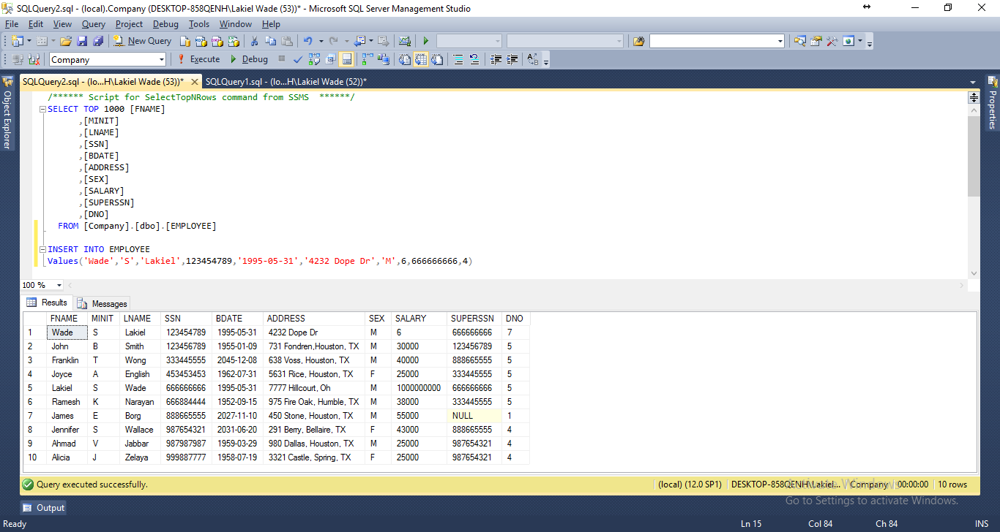 SQLQuery2.sql - (local).Company (DESKTOP-858QENH\Lakiel Wade (53))* - Microsoft SQL Server Management Studio
File Edit View Query Project Debug Tools Window Help
New Query
Company Execute Debug
SQLQuery2.sql - (lo...H\Lakiel Wade (53))* SQLQuery1.sql - (lo...H\Lakiel Wade (52))*
Object Explorer
Properties
/****** Script for SelectTopNRows command from SSMS ******/
SELECT TOP 1000 [FNAME]
,[MINIT]
,[LNAME]
,[SSN]
,[BDATE]
,[ADDRESS]
,[SEX]
,[SALARY]
,[SUPERSSN]
,[DNO]
FROM [Company].[dbo].[EMPLOYEE]
INSERT INTO EMPLOYEE
Values('Wade','S','Lakiel',123454789,'1995-05-31','4232 Dope Dr','M',6,666666666,4)
100 %
Results Messages
FNAME MINIT LNAME SSN BDATE ADDRESS SEX SALARY SUPERSSN DNO
1 Wade S Lakiel 123454789 1995-05-31 4232 Dope Dr M 6 666666666 7
2 John B Smith 123456789 1955-01-09 731 Fondren,Houston, TX M 30000 123456789 5
3 Franklin T Wong 333445555 2045-12-08 638 Voss, Houston, TX M 40000 888665555 5
4 Joyce A English 453453453 1962-07-31 5631 Rice, Houston, TX F 25000 333445555 5
5 Lakiel S Wade 666666666 1995-05-31 7777 Hillcourt, Oh M 1000000000 666666666 5
6 Ramesh K Narayan 666884444 1952-09-15 975 Fire Oak, Humble, TX M 38000 333445555 5
7 James E Borg 888665555 2027-11-10 450 Stone, Houston, TX M 55000 NULL 1
8 Jennifer S Wallace 987654321 2031-06-20 291 Berry, Bellaire, TX F 43000 888665555 4
9 Ahmad V Jabbar 987987987 1959-03-29 980 Dallas, Houston, TX M 25000 987654321 4
10 Alicia J Zelaya 999887777 1958-07-19 3321 Castle, Spring, TX F 25000 987654321 4
Query executed successfully. (local) (12.0 SP1) DESKTOP-858QENH\Lakiel... Company 00:00:00 10 rows
Activate Windows
Go to Settings to activate Windows.
Output
Ready Ln 15 Col 84 Ch 84 INS